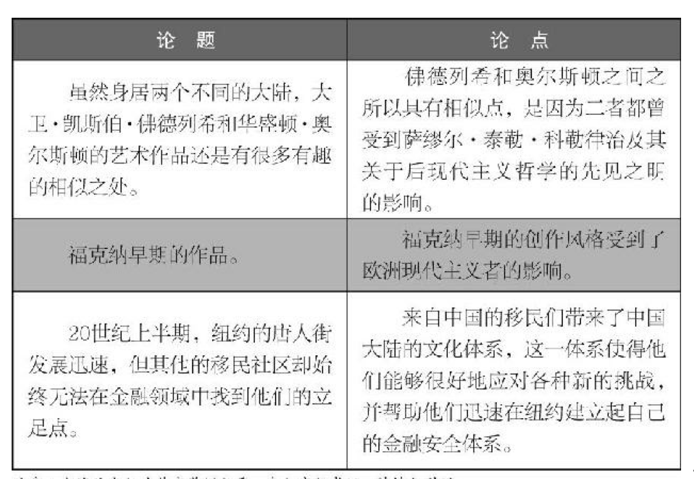 论 题
论 点
虽然身居两个不同的大陆，大
卫·凯斯伯·佛德列希和华盛顿·奥
尔斯顿的艺术作品还是有很多有趣
的相似之处。
佛德列希和奥尔斯顿之间之
所以具有相似点，是因为二者都曾
受到萨缪尔·泰勒·科勒律治及其
关于后现代主义哲学的先见之明
的影响。
福克纳早期的作品。
福克纳早期的创作风格受到了
欧洲现代主义者的影响。
20世纪上半期，纽约的唐人街
发展迅速，但其他的移民社区却始
终无法在金融领域中找到他们的立
足点。
来自中国的移民们带来了中国
大陆的文化体系，这一体系使得他
们能够很好地应对各种新的挑战，
并帮助他们迅速在纽约建立起自己
的金融安全体系。